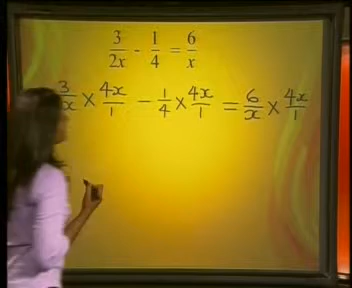 3/2x - 1/4 = 6/x
3/x × 4x/1 - 1/4 × 4x/1 = 6/x × 4x/1